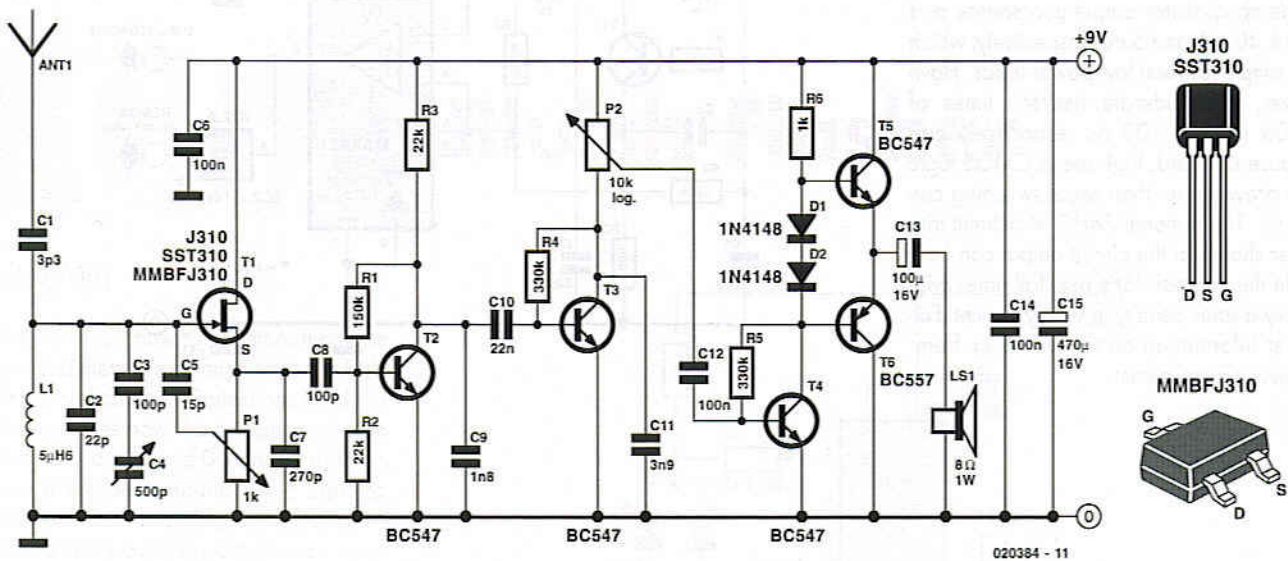 ANT1
C1
3p3
L1
5µH6
C2
22p
C3
100p
C4
500p
C5
15p
C6
100n
J310
SST310
MMBFJ310
T1
D
G
S
P1
1k
C7
270p
C8
100p
R1
150k
R2
22k
R3
22k
T2
BC547
C9
1n8
C10
22n
R4
330k
P2
10k
log.
T3
BC547
C11
3n9
C12
100n
R5
330k
R6
1k
D1
1N4148
D2
1N4148
T4
BC547
T5
BC547
T6
BC557
C13
100µ
16V
LS1
8Ω
1W
C14
100n
C15
470µ
16V
+9V
+
0
020384 - 11
J310
SST310
D S G
MMBFJ310
G
S
D